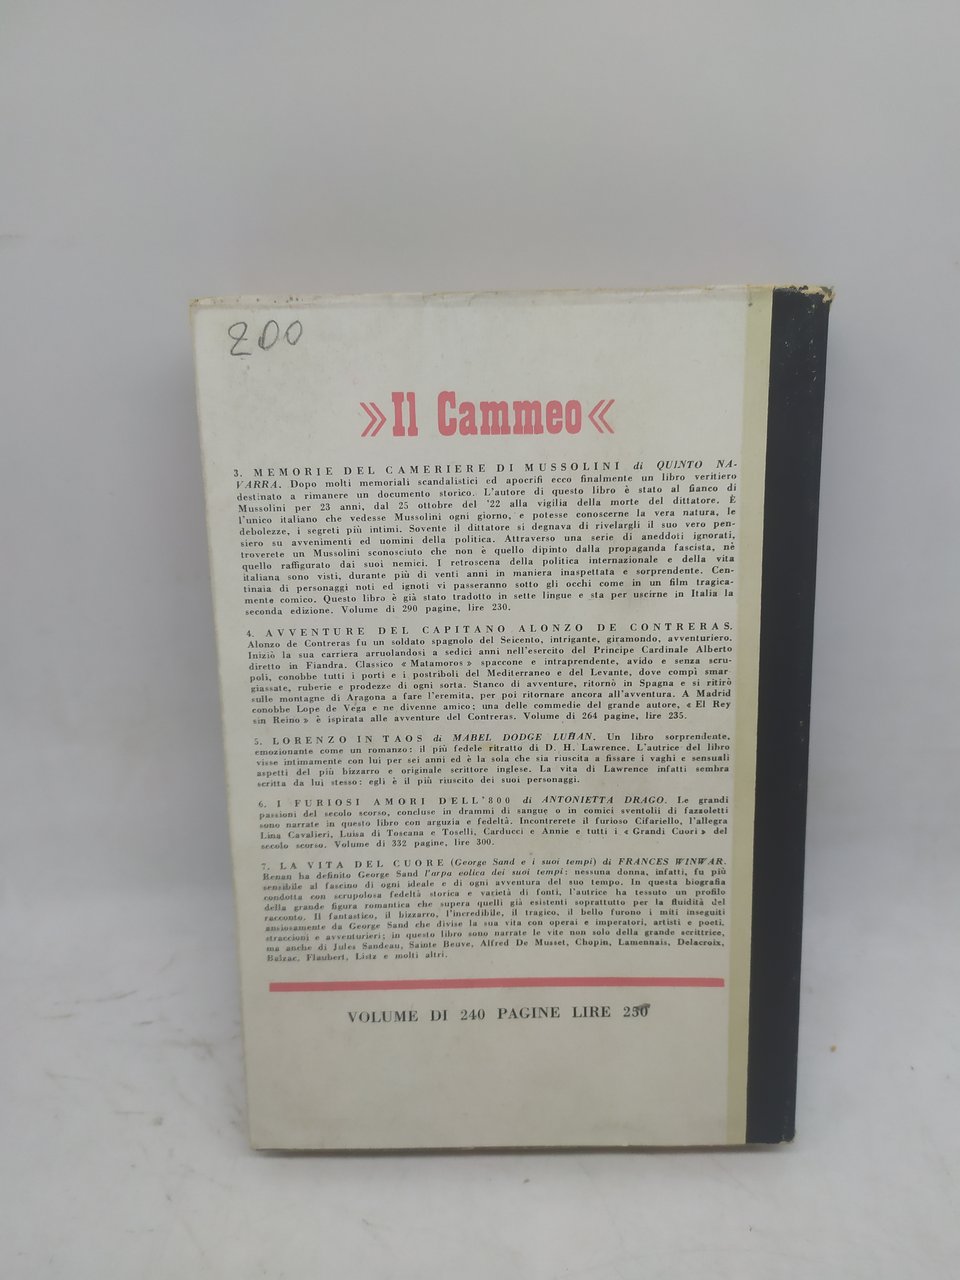 200
»Il Cammeo«
3. MEMORIE DEL CAMERIERE DI MUSSOLINI di QUINTO NA-
VARRA. Dopo molti memoriali scandalistici ed apocrifi ecco finalmente un libro veritiero
destinato a rimanere un documento storico. L'autore di questo libro è stato al fianco di
Mussolini per 23 anni, dal 25 ottobre del '22 alla vigilia della morte del dittatore. È
l'unico italiano che vedesse Mussolini ogni giorno, e potesse conoscerne la vera natura, le
debolezze, i segreti più intimi. Sovente il dittatore si degnava di rivelargli il suo vero pen-
siero su avvenimenti ed uomini della politica. Attraverso una serie di aneddoti ignorati,
troverete un Mussolini sconosciuto che non è quello dipinto dalla propaganda fascista, nè
quello raffigurato dai suoi nemici. I retroscena della politica internazionale e della vita
italiana sono visti, durante più di venti anni in maniera inaspettata e sorprendente. Cen-
tinaia di personaggi noti ed ignoti vi passeranno sotto gli occhi come in un film tragica-
mente comico. Questo libro è già stato tradotto in sette lingue e sta per uscirne in Italia la
seconda edizione. Volume di 290 pagine, lire 230.
4. AVVENTURE DEL CAPITANO ALONZO DE CONTRERAS.
Alonzo de Contreras fu un soldato spagnolo del Seicento, intrigante, giramondo, avventuriero.
Iniziò la sua carriera arruolandosi a sedici anni nell'esercito del Principe Cardinale Alberto
diretto in Fiandra. Classico « Matamoros » spaccone e intraprendente, avido e senza scru-
poli, conobbe tutti i porti e i postriboli del Mediterraneo e del Levante, dove compì smar-
giassate, ruberie e prodezze di ogni sorta. Stanco di avventure, ritornò in Spagna e si ritirò
sulle montagne di Aragona a fare l'eremita, per poi ritornare ancora all'avventura. A Madrid
conobbe Lope de Vega e ne divenne amico; una delle commedie del grande autore, « El Rey
sin Reino » è ispirata alle avventure del Contreras. Volume di 264 pagine, lire 235.
5. LORENZO IN TAOS di MABEL DODGE LUHAN. Un libro sorprendente,
emozionante come un romanzo: il più fedele ritratto di D. H. Lawrence. L'autrice del libro
visse intimamente con lui per sei anni ed è la sola che sia riuscita a fissare i vaghi e sensuali
aspetti del più bizzarro e originale scrittore inglese. La vita di Lawrence infatti sembra
scritta da lui stesso: egli è il più riuscito dei suoi personaggi.
6. I FURIOSI AMORI DELL'800 di ANTONIETTA DRAGO. Le grandi
passioni del secolo scorso, concluse in drammi di sangue o in comici sventolii di fazzoletti
sono narrate in questo libro con arguzia e fedeltà. Incontrerete il furioso Cifariello, l'allegra
Lina Cavalieri, Luisa di Toscana e Toselli, Carducci e Annie e tutti i « Grandi Cuori » del
secolo scorso. Volume di 332 pagine, lire 300.
7. LA VITA DEL CUORE (George Sand e i suoi tempi) di FRANCES WINWAR.
Renan ha definito George Sand l'arpa eolica dei suoi tempi: nessuna donna, infatti, fu più
sensibile al fascino di ogni ideale e di ogni avventura del suo tempo. In questa biografia
condotta con scrupolosa fedeltà storica e varietà di fonti, l'autrice ha tessuto un profilo
della grande figura romantica che supera quelli già esistenti soprattutto per la fluidità del
racconto. Il fantastico, il bizzarro, l'incredibile, il tragico, il bello furono i miti inseguiti
ansiosamente da George Sand che divise la sua vita con operai e imperatori, artisti e poeti,
straccioni e avventurieri; in questo libro sono narrate le vite non solo della grande scrittrice,
ma anche di Jules Sandeau, Sainte Beuve, Alfred De Musset, Chopin, Lamennais, Delacroix,
Balzac, Flaubert, Listz e molti altri.
VOLUME DI 240 PAGINE LIRE 250